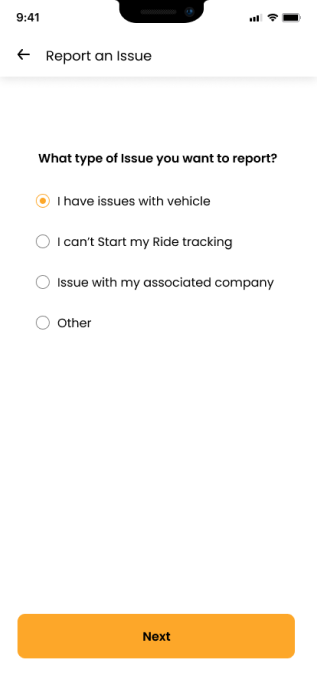 9:41
Report an Issue
What type of Issue you want to report?
I have issues with vehicle
I can't Start my Ride tracking
Issue with my associated company
Other
Next